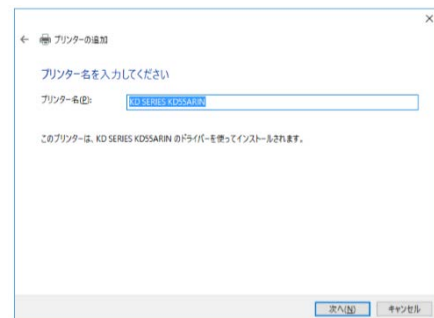 プリンターの追加
プリンター名を入力してください
プリンター名(P):
KD SERIES KD55ARIN
このプリンターは、KD SERIES KD55ARIN のドライバーを使ってインストールされます。
次へ(N)
キャンセル